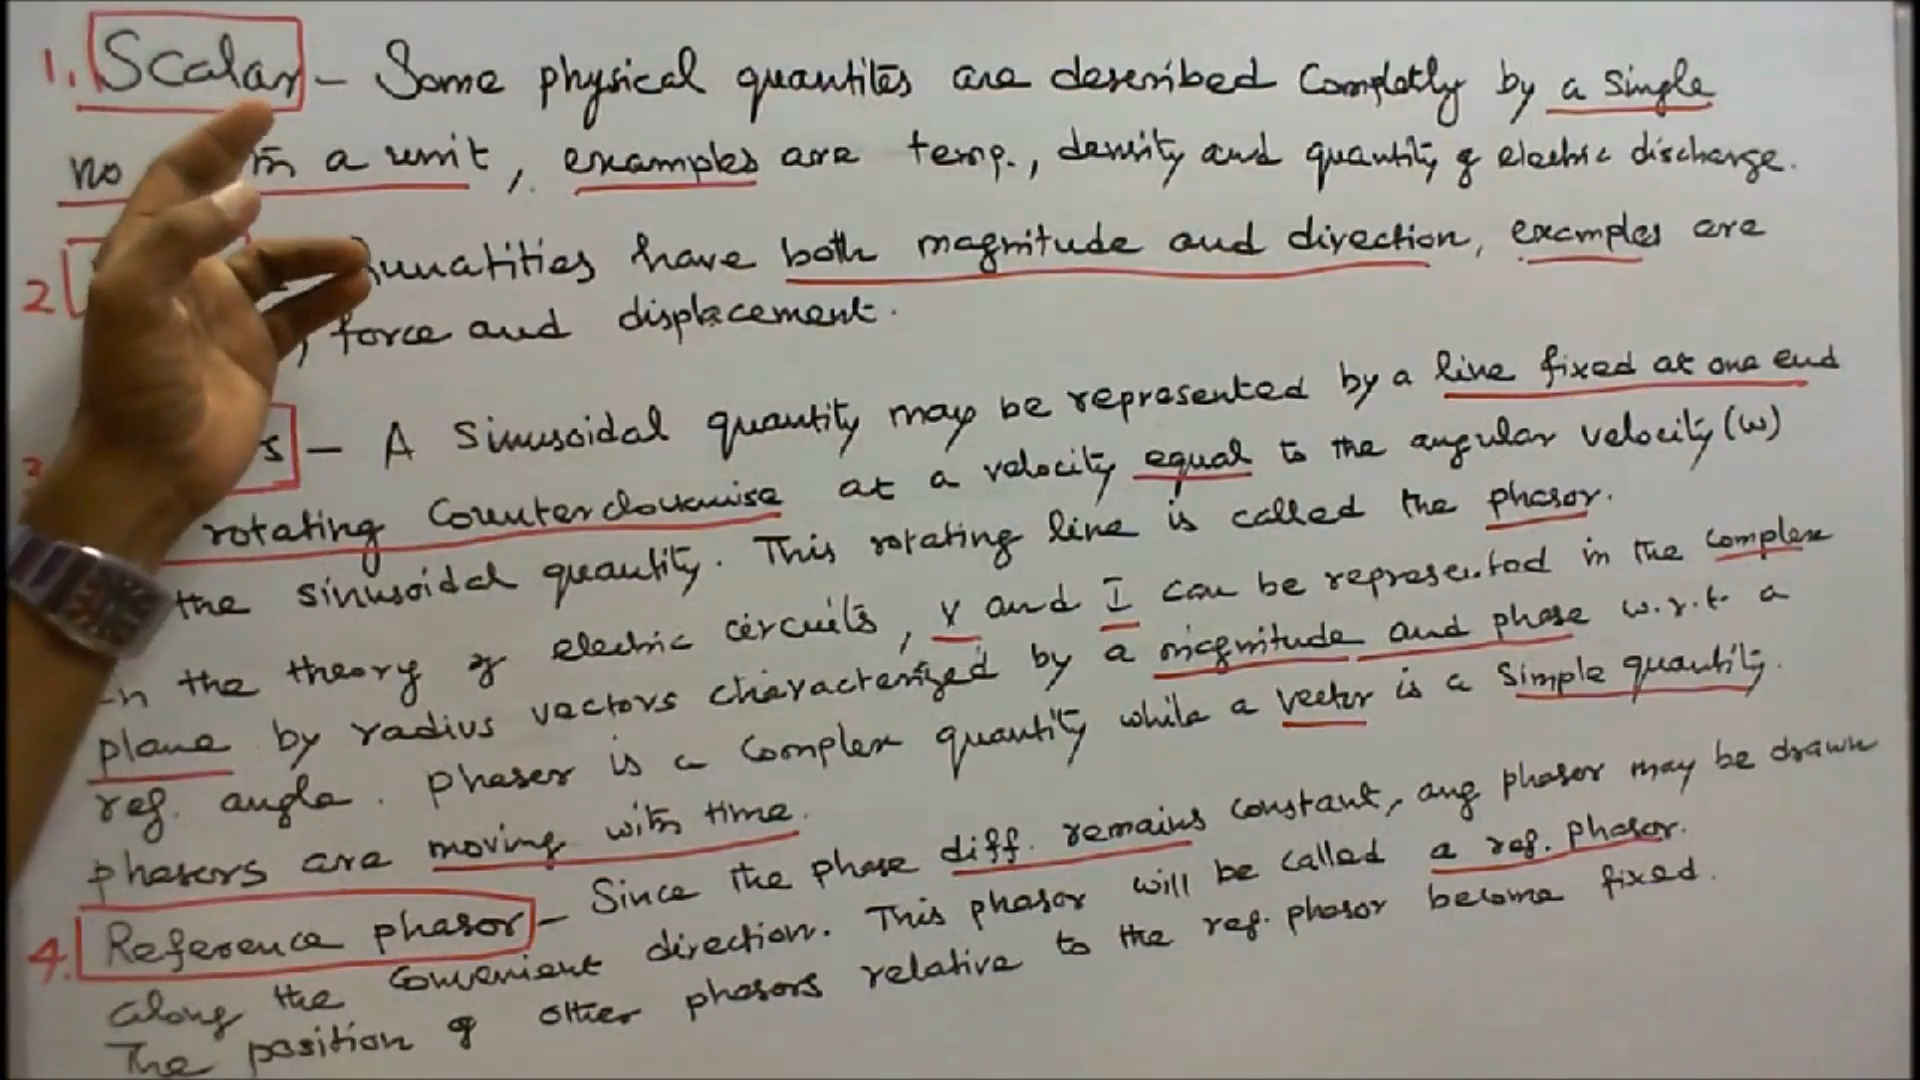 1. Scalar - Some physical quantites are described Completly by a single
no in a unit, examples are temp., density and quantity of electric discharge.
2 Quuatities have both magnitude and direction, examples are
, force and displacement.
s - A Sinusoidal quantity may be represented by a line fixed at one end
rotating Counterclockwise at a velocity equal to the angular velocity (ω)
the sinusoidal quantity. This rotating line is called the phasor.
In the theory of electric circuits, V and I can be represented in the complex
plane by radius vectors characterized by a magnitude and phase w.r.t. a
ref. angle. Phasor is a Complex quantity while a vector is a simple quantity.
phasors are moving with time.
4. Reference phasor - Since the phase diff. remains constant, any phasor may be drawn
along the convenient direction. This phasor will be called a ref. phasor.
The position of other phasors relative to the ref. phasor become fixed.